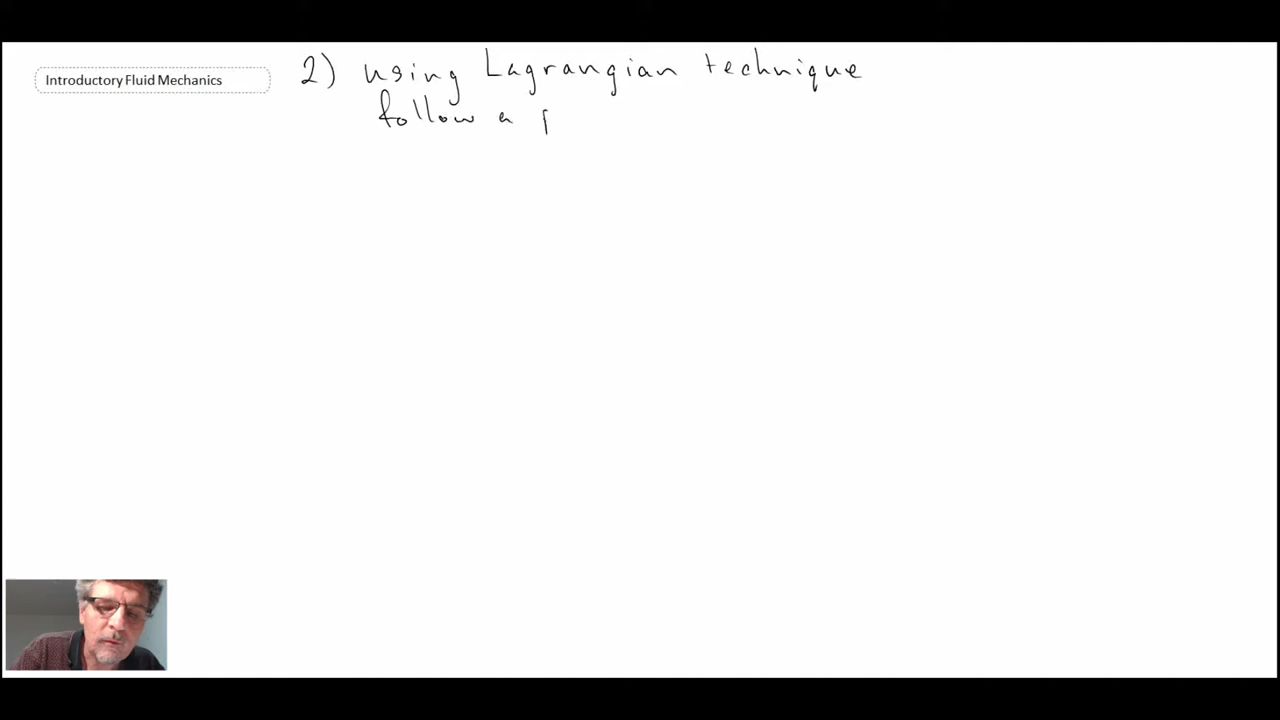 Introductory Fluid Mechanics
2) using Lagrangian technique
follow a